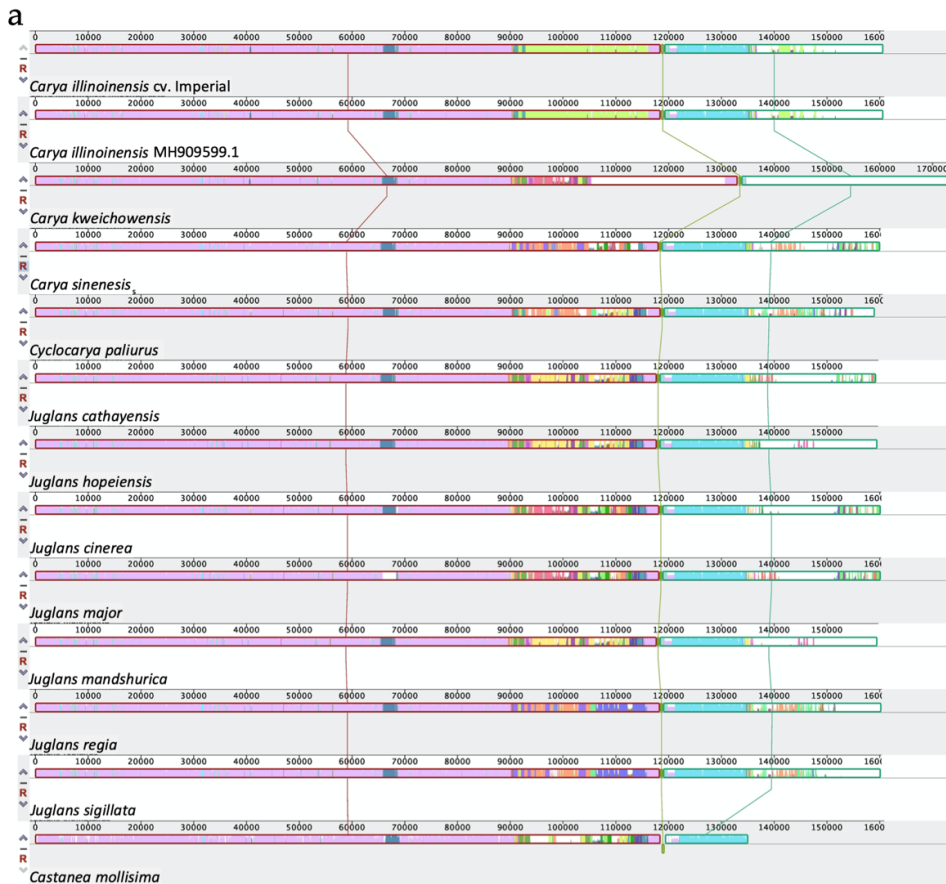 a
0 10000 20000 30000 40000 50000 60000 70000 80000 90000 100000 110000 120000 130000 140000 150000 1600
R
Carya illinoinensis cv. Imperial
0 10000 20000 30000 40000 50000 60000 70000 80000 90000 100000 110000 120000 130000 140000 150000 1600
R
Carya illinoinensis MH909599.1
0 10000 20000 30000 40000 50000 60000 70000 80000 90000 100000 110000 120000 130000 140000 150000 160000 170000
R
Carya kweichowensis
0 10000 20000 30000 40000 50000 60000 70000 80000 90000 100000 110000 120000 130000 140000 150000 1600
R
Carya sinenesis s
0 10000 20000 30000 40000 50000 60000 70000 80000 90000 100000 110000 120000 130000 140000 150000 160
R
Cyclocarya paliurus
0 10000 20000 30000 40000 50000 60000 70000 80000 90000 100000 110000 120000 130000 140000 150000
R
Juglans cathayensis
0 10000 20000 30000 40000 50000 60000 70000 80000 90000 100000 110000 120000 130000 140000 150000
R
Juglans hopeiensis
0 10000 20000 30000 40000 50000 60000 70000 80000 90000 100000 110000 120000 130000 140000 150000 1600
R
Juglans cinerea
0 10000 20000 30000 40000 50000 60000 70000 80000 90000 100000 110000 120000 130000 140000 150000 1600
R
Juglans major
0 10000 20000 30000 40000 50000 60000 70000 80000 90000 100000 110000 120000 130000 140000 150000
R
Juglans mandshurica
0 10000 20000 30000 40000 50000 60000 70000 80000 90000 100000 110000 120000 130000 140000 150000 1600
R
Juglans regia
0 10000 20000 30000 40000 50000 60000 70000 80000 90000 100000 110000 120000 130000 140000 150000 1600
R
Juglans sigillata
0 10000 20000 30000 40000 50000 60000 70000 80000 90000 100000 110000 120000 130000 140000 150000 1600
R
Castanea mollisima